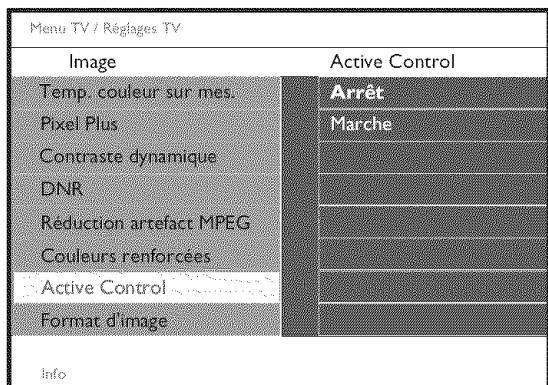 Menu TV / Réglages TV
Image Active Control
Temp. couleur sur mes. Arrêt
Pixel Plus Marche
Contraste dynamique
DNR
Réduction artefact MPEG
Couleurs renforcées
Active Control
Format d'image
Info